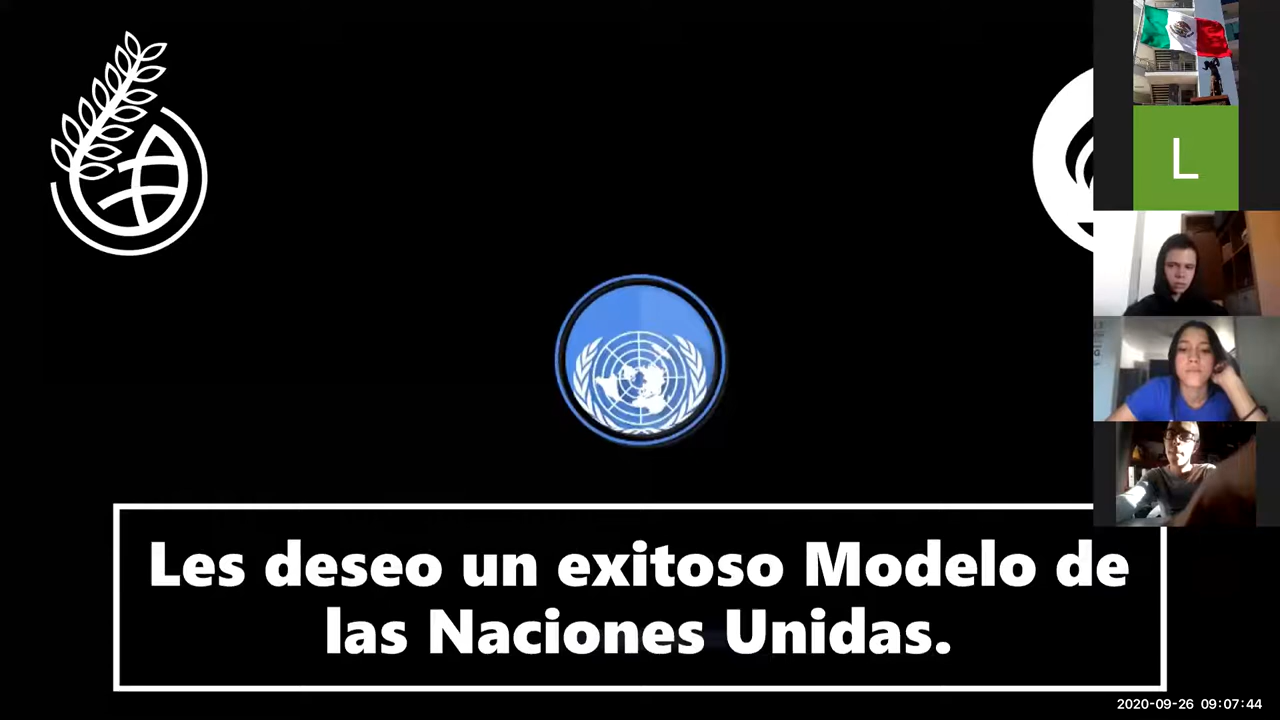 L
Les deseo un exitoso Modelo de
las Naciones Unidas.
2020-09-26 09:07:44